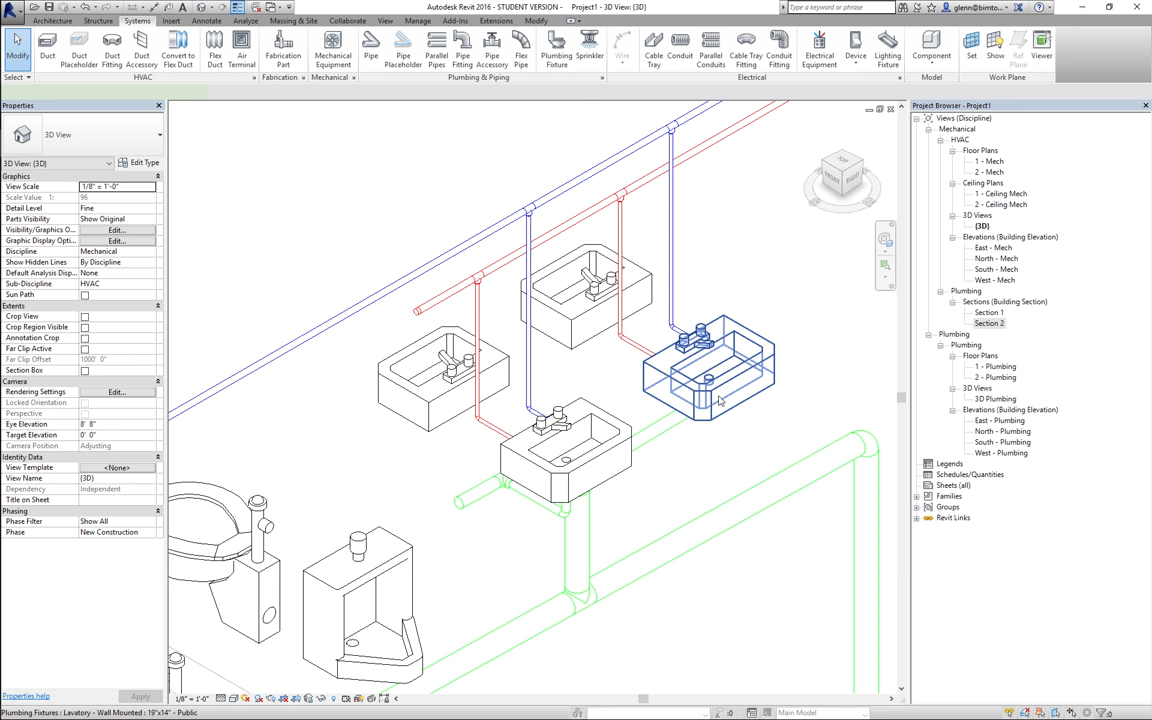 Autodesk Revit 2016 - STUDENT VERSION - Project1 - 3D View: {3D}
Type a keyword or phrase
glenn@bimto...
Architecture Structure Systems Insert Annotate Analyze Massing & Site Collaborate View Manage Add-Ins Extensions Modify
Modify
Duct
Duct Placeholder
Duct Fitting
Duct Accessory
Convert to Flex Duct
Flex Duct
Air Terminal
Fabrication Part
Mechanical Equipment
Pipe
Pipe Placeholder
Parallel Pipes
Pipe Fitting
Pipe Accessory
Flex Pipe
Plumbing Fixture
Sprinkler
Wire
Cable Tray
Conduit
Parallel Conduits
Cable Tray Fitting
Conduit Fitting
Electrical Equipment
Device
Lighting Fixture
Component
Set
Show
Ref Plane
Viewer
Select HVAC Fabrication Mechanical Plumbing & Piping Electrical Model Work Plane
Properties
3D View
3D View: {3D} Edit Type
Graphics
View Scale 1/8" = 1'-0"
Scale Value 1: 96
Detail Level Fine
Parts Visibility Show Original
Visibility/Graphics O... Edit...
Graphic Display Opti... Edit...
Discipline Mechanical
Show Hidden Lines By Discipline
Default Analysis Disp... None
Sub-Discipline HVAC
Sun Path
Extents
Crop View
Crop Region Visible
Annotation Crop
Far Clip Active
Far Clip Offset 1000' 0"
Section Box
Camera
Rendering Settings Edit...
Locked Orientation
Perspective
Eye Elevation 8' 8"
Target Elevation 0' 0"
Camera Position Adjusting
Identity Data
View Template <None>
View Name {3D}
Dependency Independent
Title on Sheet
Phasing
Phase Filter Show All
Phase New Construction
Properties help Apply
TOP
FRONT
RIGHT
Project Browser - Project1
Views (Discipline)
Mechanical
HVAC
Floor Plans
1 - Mech
2 - Mech
Ceiling Plans
1 - Ceiling Mech
2 - Ceiling Mech
3D Views
{3D}
Elevations (Building Elevation)
East - Mech
North - Mech
South - Mech
West - Mech
Plumbing
Sections (Building Section)
Section 1
Section 2
Plumbing
Plumbing
Floor Plans
1 - Plumbing
2 - Plumbing
3D Views
3D Plumbing
Elevations (Building Elevation)
East - Plumbing
North - Plumbing
South - Plumbing
West - Plumbing
Legends
Schedules/Quantities
Sheets (all)
Families
Groups
Revit Links
1/8" = 1'-0"
Plumbing Fixtures : Lavatory - Wall Mounted : 19"x14" - Public
:0
Main Model
:0